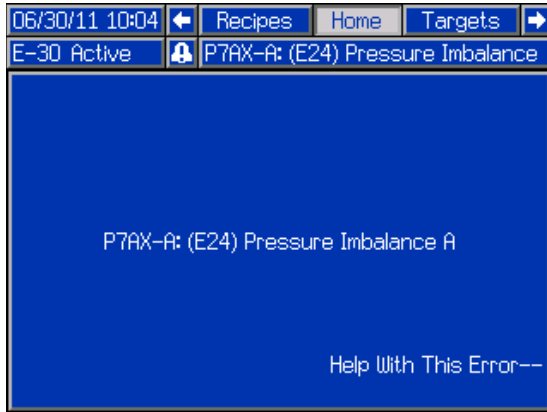 06/30/11 10:04 Recipes Home Targets
E-30 Active P7AX-A: (E24) Pressure Imbalance
P7AX-A: (E24) Pressure Imbalance A
Help With This Error--